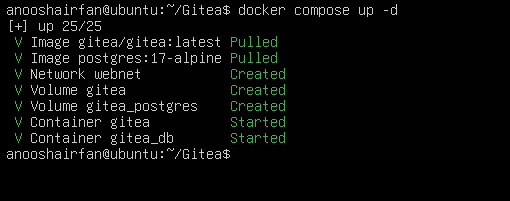 anooshairfan@ubuntu:~/Gitea$ docker compose up -d
[+] up 25/25
V Image gitea/gitea:latest Pulled
V Image postgres:17-alpine Pulled
V Network webnet Created
V Volume gitea Created
V Volume gitea_postgres Created
V Container gitea Started
V Container gitea_db Started
anooshairfan@ubuntu:~/Gitea$